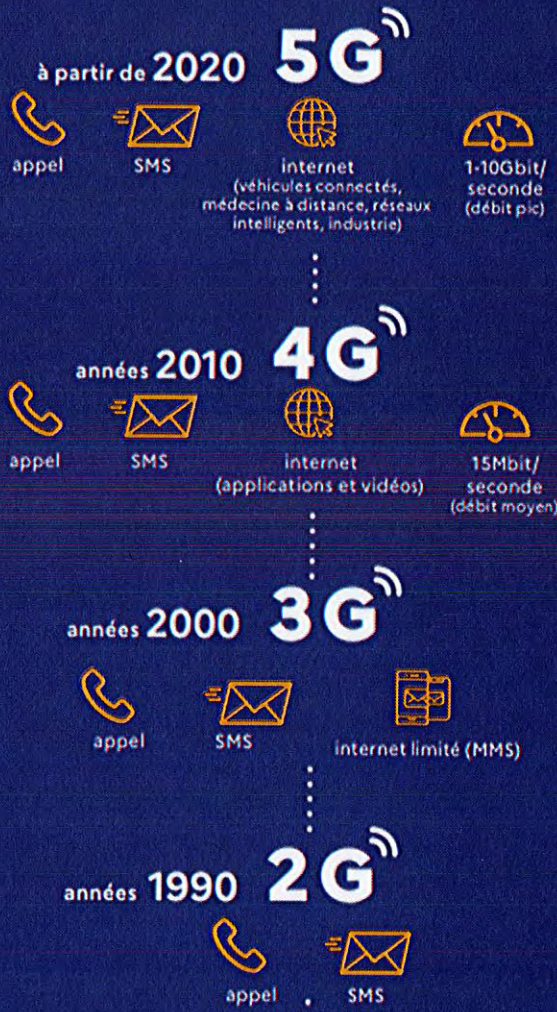 à partir de 2020 5G
appel
SMS
internet
(véhicules connectés,
médecine à distance, réseaux
intelligents, industrie)
1-10Gbit/
seconde
(débit pic)
années 2010 4G
appel
SMS
internet
(applications et vidéos)
15Mbit/
seconde
(débit moyen)
années 2000 3G
appel
SMS
internet limité (MMS)
années 1990 2G
appel
SMS